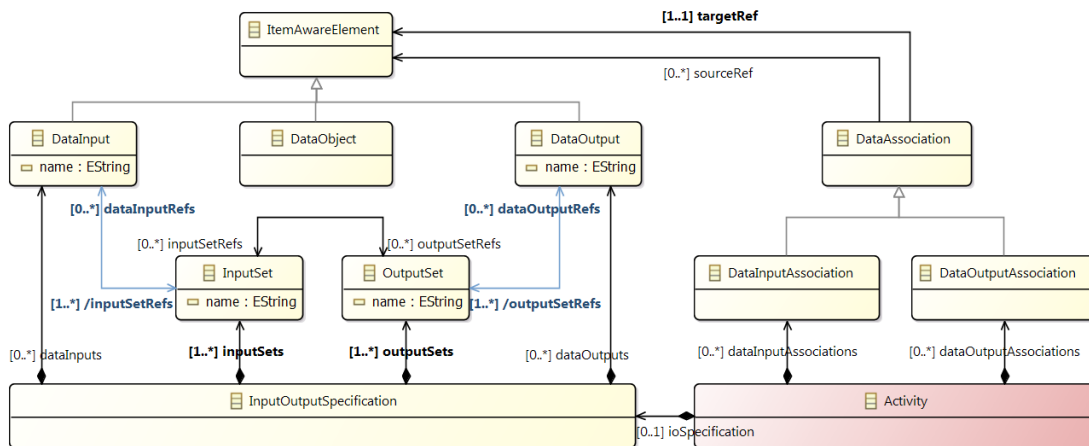 [1..1] targetRef
ItemAwareElement
[0..*] sourceRef
DataInput
DataObject
DataOutput
DataAssociation
name : EString
name : EString
[0..*] dataInputRefs
[0..*] dataOutputRefs
[0..*] inputSetRefs
[0..*] outputSetRefs
InputSet
OutputSet
DataInputAssociation
DataOutputAssociation
name : EString
name : EString
[1..*] /inputSetRefs
[1..*] /outputSetRefs
[0..*] dataInputs
[1..*] inputSets
[1..*] outputSets
[0..*] dataOutputs
[0..*] dataInputAssociations
[0..*] dataOutputAssociations
InputOutputSpecification
Activity
[0..1] ioSpecification